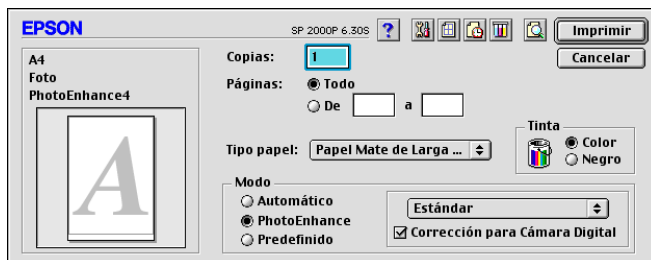 EPSON
SP 2000P 6.30S
Imprimir
Cancelar
A4
Foto
PhotoEnhance4
A
Copias: 1
Páginas: Todo
De a
Tipo papel: Papel Mate de Larga ...
Tinta
Color
Negro
Modo
Automático
PhotoEnhance
Predefinido
Estándar
Corrección para Cámara Digital